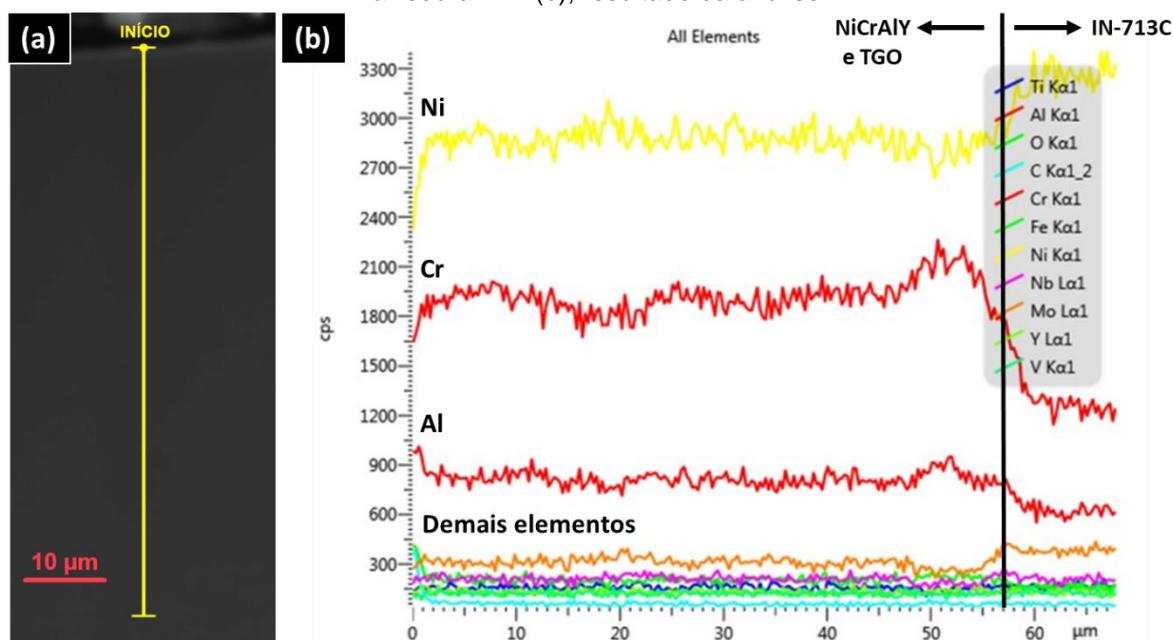 (a)
INÍCIO
10 µm
(b)
All Elements
NiCrAlY
e TGO
IN-713C
Ni
Cr
Al
Demais elementos
cps
3300
3000
2700
2400
2100
1800
1500
1200
900
600
300
0
10
20
30
40
50
60
µm
Ti Kα1
Al Kα1
O Kα1
C Kα1_2
Cr Kα1
Fe Kα1
Ni Kα1
Nb Lα1
Mo Lα1
Y Lα1
V Kα1